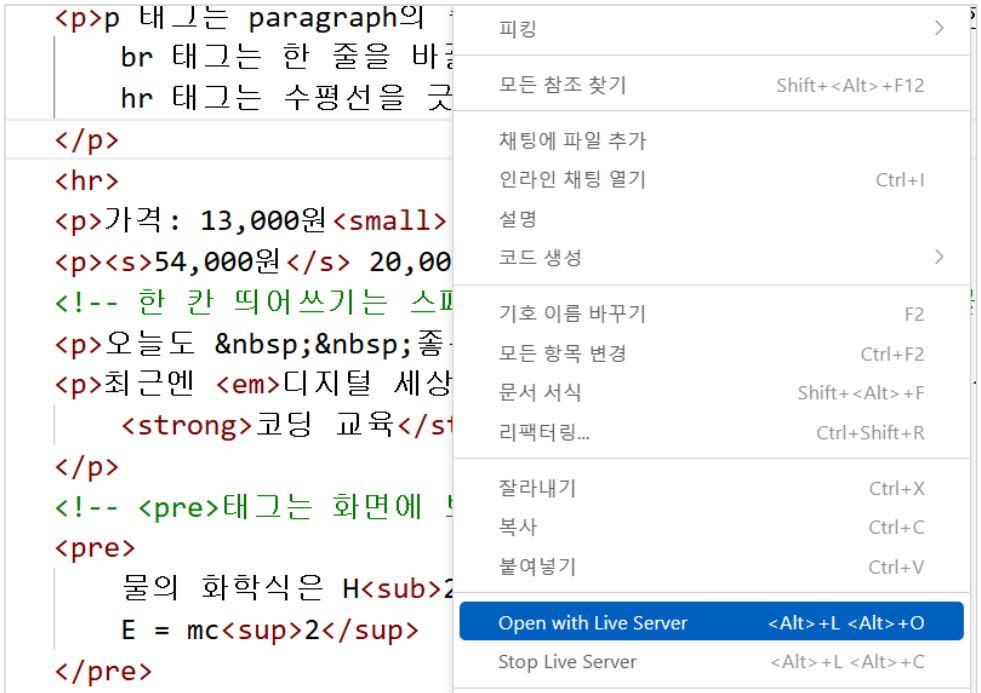 <p>p 태그는 paragraph의
br 태그는 한 줄을 바꿀
hr 태그는 수평선을 긋
</p>
<hr>
<p>가격: 13,000원<small>
<p><s>54,000원</s> 20,00
<!-- 한 칸 띄어쓰기는 스페
<p>오늘도 &nbsp;&nbsp;좋
<p>최근엔 <em>디지털 세상
<strong>코딩 교육</st
</p>
<!-- <pre>태그는 화면에
<pre>
물의 화학식은 H<sub>2
E = mc<sup>2</sup>
</pre>
피킹
모든 참조 찾기 Shift+<Alt>+F12
채팅에 파일 추가
인라인 채팅 열기 Ctrl+I
설명
코드 생성
기호 이름 바꾸기 F2
모든 항목 변경 Ctrl+F2
문서 서식 Shift+<Alt>+F
리팩터링... Ctrl+Shift+R
잘라내기 Ctrl+X
복사 Ctrl+C
붙여넣기 Ctrl+V
Open with Live Server <Alt>+L <Alt>+O
Stop Live Server <Alt>+L <Alt>+C